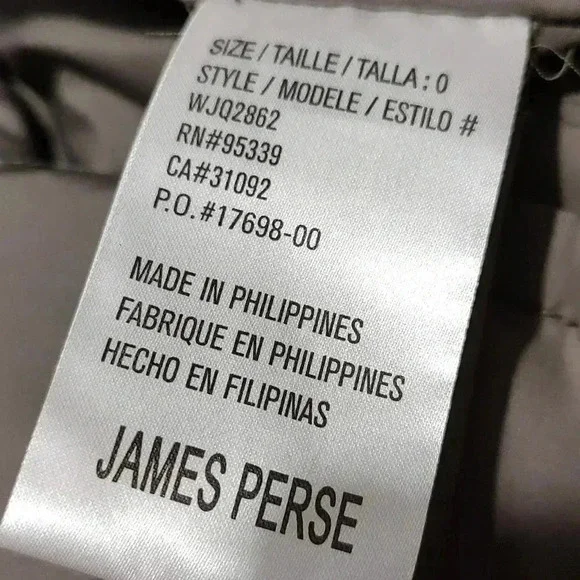 SIZE / TAILLE / TALLA : 0
STYLE / MODELE / ESTILO #
WJQ2862
RN#95339
CA#31092
P.O.#17698-00
MADE IN PHILIPPINES
FABRIQUE EN PHILIPPINES
HECHO EN FILIPINAS
JAMES PERSE